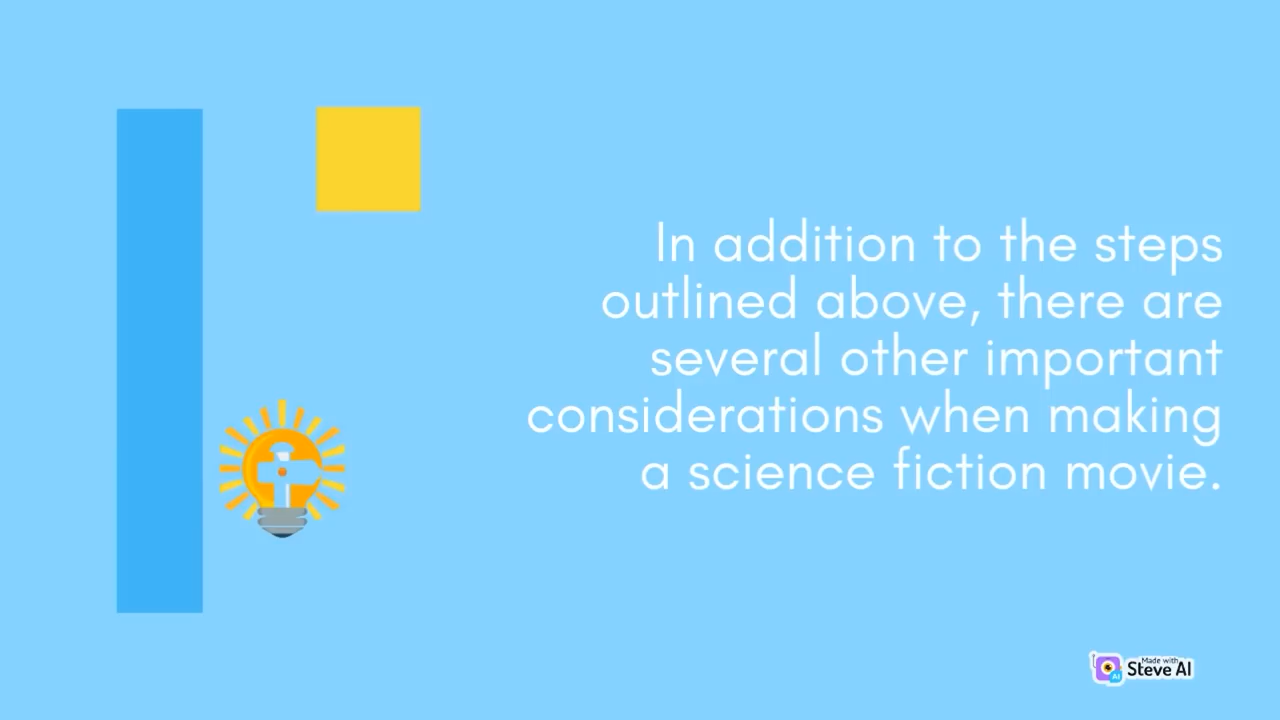 In addition to the steps
outlined above, there are
several other important
considerations when making
a science fiction movie.
Made with
Steve AI
AI